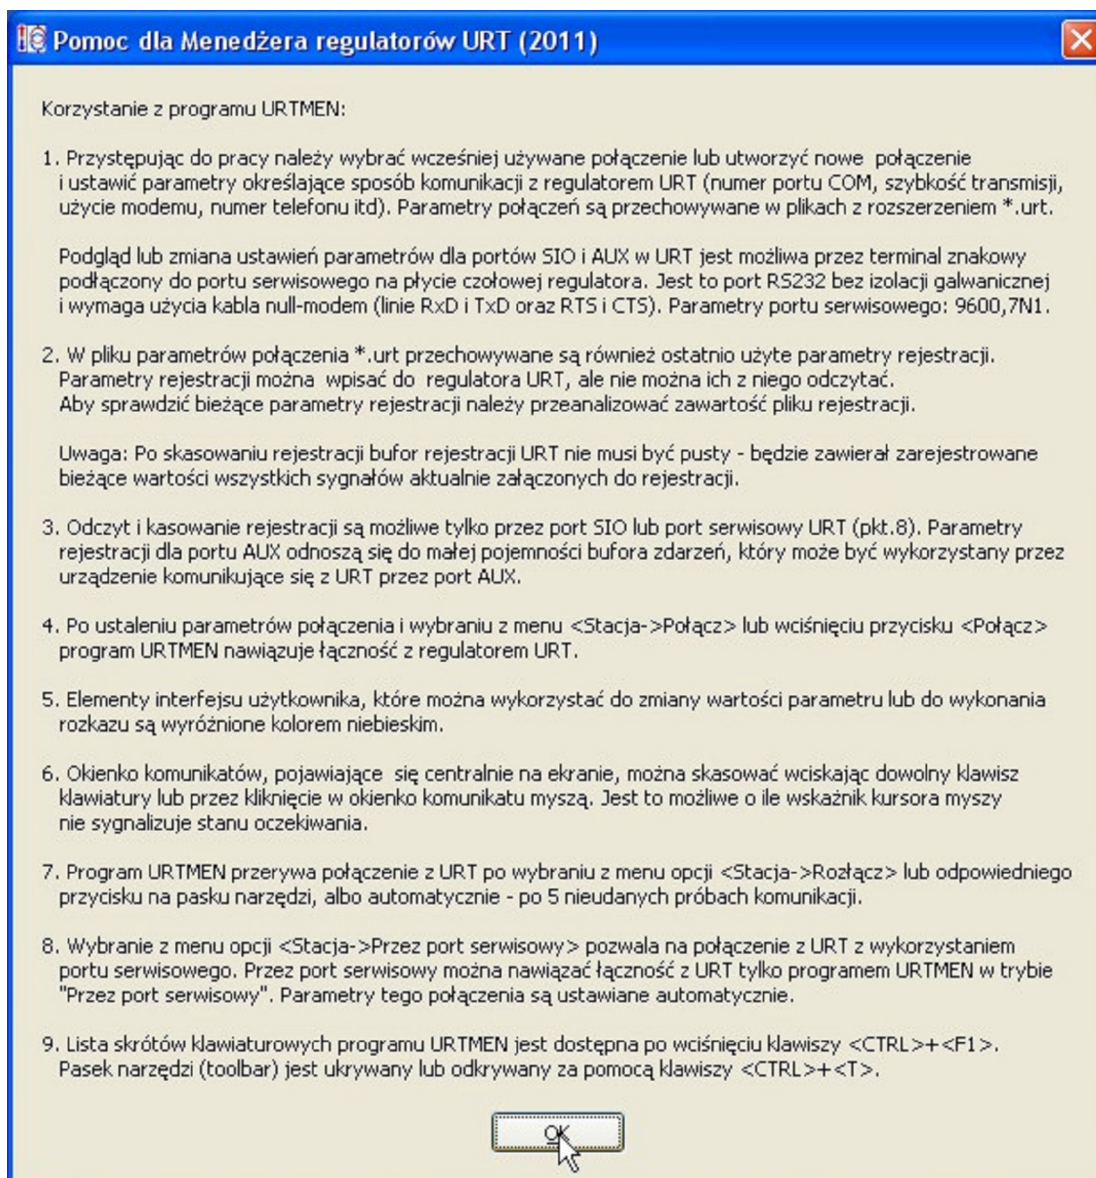 Pomoc dla Menedżera regulatorów URT (2011)
Korzystanie z programu URTMEN:
1. Przystępując do pracy należy wybrać wcześniej używane połączenie lub utworzyć nowe połączenie
i ustawić parametry określające sposób komunikacji z regulatorem URT (numer portu COM, szybkość transmisji,
użycie modemu, numer telefonu itd). Parametry połączeń są przechowywane w plikach z rozszerzeniem *.urt.
Podgląd lub zmiana ustawień parametrów dla portów SIO i AUX w URT jest możliwa przez terminal znakowy
podłączony do portu serwisowego na płycie czołowej regulatora. Jest to port RS232 bez izolacji galwanicznej
i wymaga użycia kabla null-modem (linie RxD i TxD oraz RTS i CTS). Parametry portu serwisowego: 9600,7N1.
2. W pliku parametrów połączenia *.urt przechowywane są również ostatnio użyte parametry rejestracji.
Parametry rejestracji można wpisać do regulatora URT, ale nie można ich z niego odczytać.
Aby sprawdzić bieżące parametry rejestracji należy przeanalizować zawartość pliku rejestracji.
Uwaga: Po skasowaniu rejestracji bufor rejestracji URT nie musi być pusty - będzie zawierał zarejestrowane
bieżące wartości wszystkich sygnałów aktualnie załączonych do rejestracji.
3. Odczyt i kasowanie rejestracji są możliwe tylko przez port SIO lub port serwisowy URT (pkt.8). Parametry
rejestracji dla portu AUX odnoszą się do małej pojemności bufora zdarzeń, który może być wykorzystany przez
urządzenie komunikujące się z URT przez port AUX.
4. Po ustaleniu parametrów połączenia i wybraniu z menu <Stacja->Połącz> lub wciśnięciu przycisku <Połącz>
program URTMEN nawiązuje łączność z regulatorem URT.
5. Elementy interfejsu użytkownika, które można wykorzystać do zmiany wartości parametru lub do wykonania
rozkazu są wyróżnione kolorem niebieskim.
6. Okienko komunikatów, pojawiające się centralnie na ekranie, można skasować wciskając dowolny klawisz
klawiatury lub przez kliknięcie w okienko komunikatu myszą. Jest to możliwe o ile wskaźnik kursora myszy
nie sygnalizuje stanu oczekiwania.
7. Program URTMEN przerywa połączenie z URT po wybraniu z menu opcji <Stacja->Rozłącz> lub odpowiedniego
przycisku na pasku narzędzi, albo automatycznie - po 5 nieudanych próbach komunikacji.
8. Wybranie z menu opcji <Stacja->Przez port serwisowy> pozwala na połączenie z URT z wykorzystaniem
portu serwisowego. Przez port serwisowy można nawiązać łączność z URT tylko programem URTMEN w trybie
"Przez port serwisowy". Parametry tego połączenia są ustawiane automatycznie.
9. Lista skrótów klawiaturowych programu URTMEN jest dostępna po wciśnięciu klawiszy <CTRL>+<F1>.
Pasek narzędzi (toolbar) jest ukrywany lub odkrywany za pomocą klawiszy <CTRL>+<T>.
OK